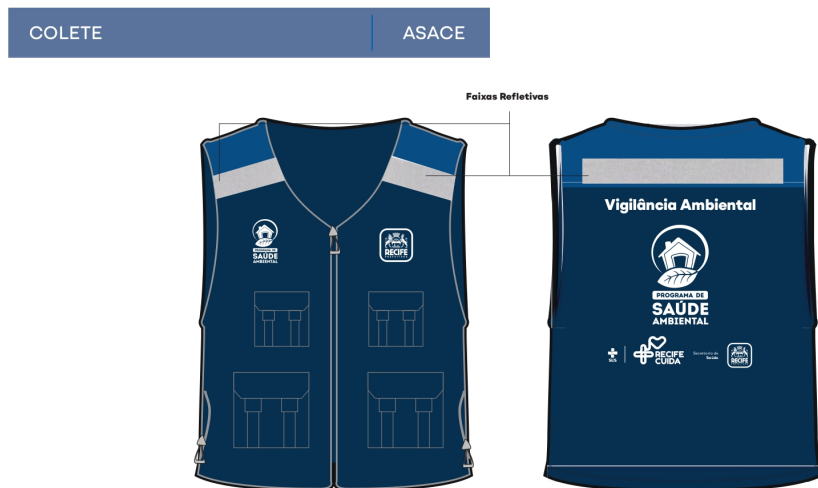 COLETE
ASACE
Faixas Refletivas
PROGRAMA DE
SAÚDE
AMBIENTAL
RECIFE
PREFEITURA
Vigilância Ambiental
PROGRAMA DE
SAÚDE
AMBIENTAL
SUS
RECIFE
CUIDA
Secretaria de
Saúde
RECIFE